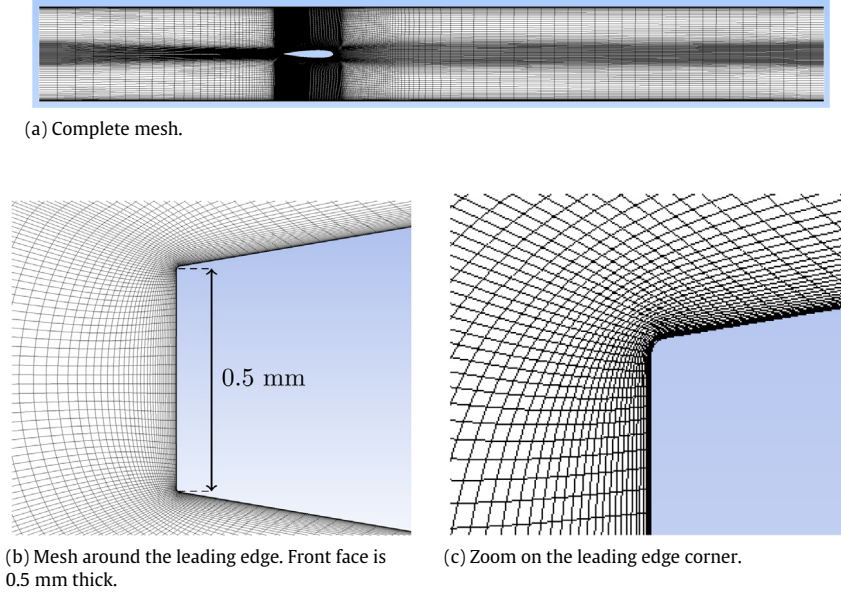 (a) Complete mesh.
0.5 mm
(b) Mesh around the leading edge. Front face is
0.5 mm thick.
(c) Zoom on the leading edge corner.